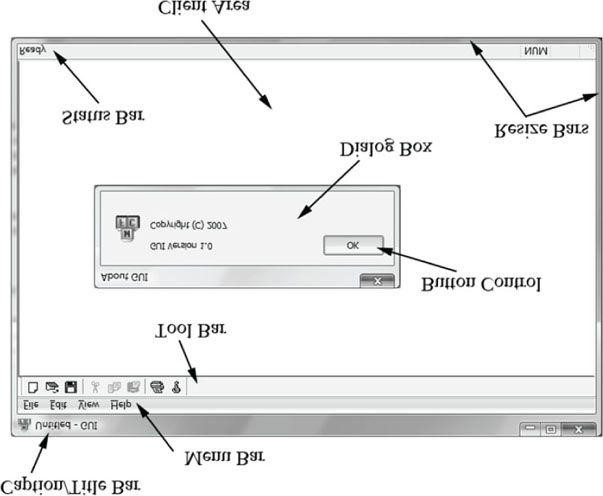 Client Area
Ready
NUM
Status Bar
Resize Bars
Dialog Box
Copyright (C) 2007
GUI Version 1.0
OK
About GUI
Button Control
Tool Bar
File Edit View Help
Untitled - GUI
Menu Bar
Caption/Title Bar